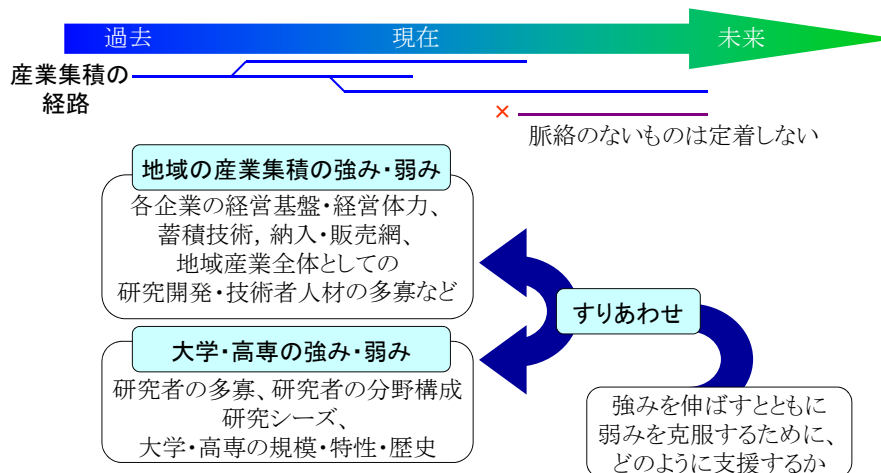 過去 現在 未来
産業集積の
経路
×
脈絡のないものは定着しない
地域の産業集積の強み・弱み
各企業の経営基盤・経営体力、
蓄積技術, 納入・販売網、
地域産業全体としての
研究開発・技術者人材の多寡など
すりあわせ
大学・高専の強み・弱み
研究者の多寡、研究者の分野構成
研究シーズ、
大学・高専の規模・特性・歴史
強みを伸ばすとともに
弱みを克服するために、
どのように支援するか